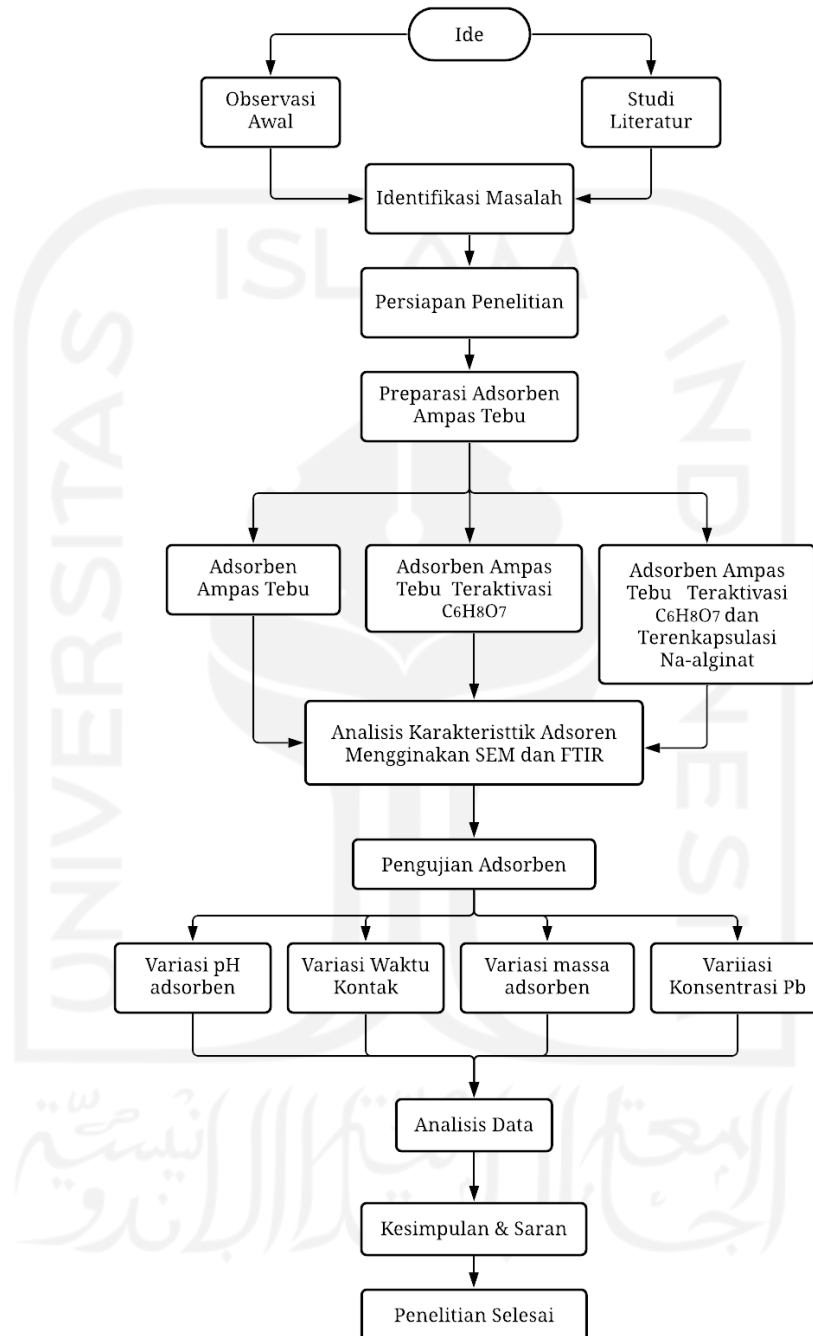 Ide
Observasi
Awal
Studi
Literatur
Identifikasi Masalah
Persiapan Penelitian
Preparasi Adsorben
Ampas Tebu
Adsorben
Ampas Tebu
Adsorben Ampas
Tebu Teraktivasi
C6H8O7
Adsorben Ampas
Tebu Teraktivasi
C6H8O7 dan
Terenkapsulasi
Na-alginat
Analisis Karakteristtik Adsoren
Mengginakan SEM dan FTIR
Pengujian Adsorben
Variasi pH
adsorben
Variasi Waktu
Kontak
Variasi massa
adsorben
Variiasi
Konsentrasi Pb
Analisis Data
Kesimpulan & Saran
Penelitian Selesai
UNIVERSITAS
ISLAM
INDONESIA